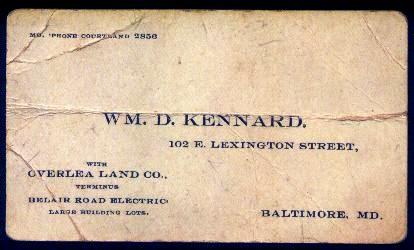 MD. 'PHONE COURTLAND 2856
WM. D. KENNARD.
102 E. LEXINGTON STREET,
WITH
OVERLEA LAND CO.,
TERMINUS
BELAIR ROAD ELECTRIC
LARGE BUILDING LOTS.
BALTIMORE, MD.